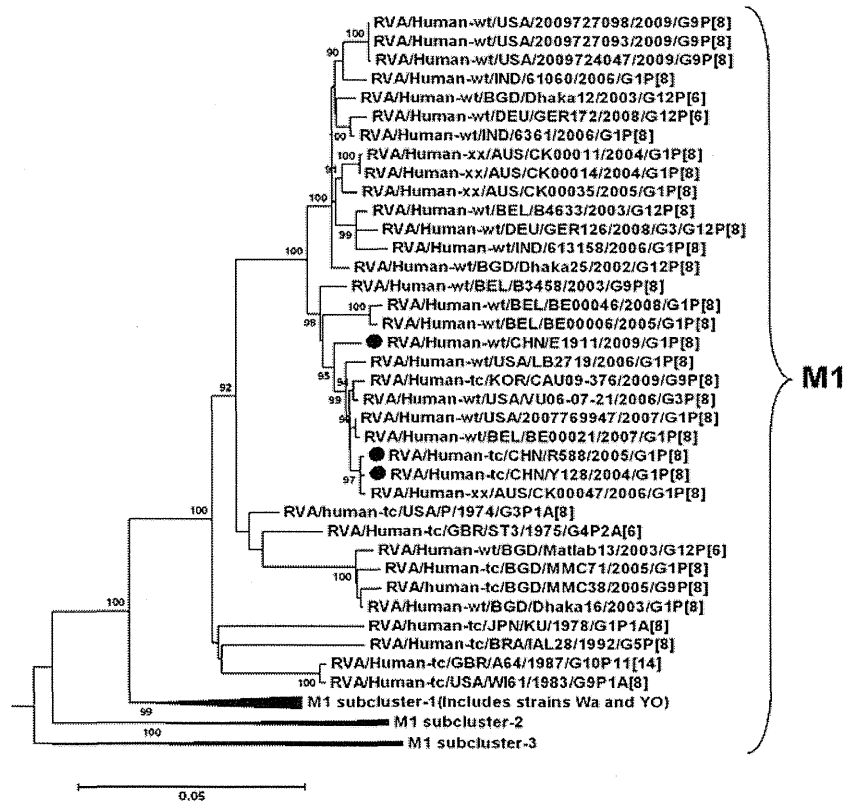 RVA/Human-wt/USA/2009727098/2009/G9P[8]
RVA/Human-wt/USA/2009727093/2009/G9P[8]
RVA/Human-wt/USA/2009724047/2009/G9P[8]
RVA/Human-wt/IND/61060/2006/G1P[8]
RVA/Human-wt/BGD/Dhaka12/2003/G12P[6]
RVA/Human-wt/DEU/GER172/2008/G12P[6]
RVA/Human-wt/IND/6361/2006/G1P[8]
RVA/Human-xx/AUS/CK00011/2004/G1P[8]
RVA/Human-xx/AUS/CK00014/2004/G1P[8]
RVA/Human-xx/AUS/CK00035/2005/G1P[8]
RVA/Human-wt/BEL/B4633/2003/G12P[8]
RVA/Human-wt/DEU/GER126/2008/G3/G12P[8]
RVA/Human-wt/IND/613158/2006/G1P[8]
RVA/Human-wt/BGD/Dhaka25/2002/G12P[8]
RVA/Human-wt/BEL/B3458/2003/G9P[8]
RVA/Human-wt/BEL/BE00046/2008/G1P[8]
RVA/Human-wt/BEL/BE00006/2005/G1P[8]
RVA/Human-wt/CHN/E1911/2009/G1P[8]
RVA/Human-wt/USA/LB2719/2006/G1P[8]
RVA/Human-tc/KOR/CAU09-376/2009/G9P[8]
RVA/Human-wt/USA/VU06-07-21/2006/G3P[8]
RVA/Human-wt/USA/2007769947/2007/G1P[8]
RVA/Human-wt/BEL/BE00021/2007/G1P[8]
RVA/Human-tc/CHN/R588/2005/G1P[8]
RVA/Human-tc/CHN/Y128/2004/G1P[8]
RVA/Human-xx/AUS/CK00047/2006/G1P[8]
RVA/human-tc/USA/P/1974/G3P1A[8]
RVA/Human-tc/GBR/ST3/1975/G4P2A[6]
RVA/Human-wt/BGD/Matlab13/2003/G12P[6]
RVA/Human-tc/BGD/MMC71/2005/G1P[8]
RVA/human-tc/BGD/MMC38/2005/G9P[8]
RVA/Human-wt/BGD/Dhaka16/2003/G1P[8]
RVA/human-tc/JPN/KU/1978/G1P1A[8]
RVA/Human-tc/BRA/IAL28/1992/G5P[8]
RVA/Human-tc/GBR/A64/1987/G10P11[14]
RVA/Human-tc/USA/WI61/1983/G9P1A[8]
M1 subcluster-1(Includes strains Wa and YO)
M1 subcluster-2
M1 subcluster-3
M1
100
90
100
99
100
98
100
93
99
97
92
100
100
100
100
99
100
0.05